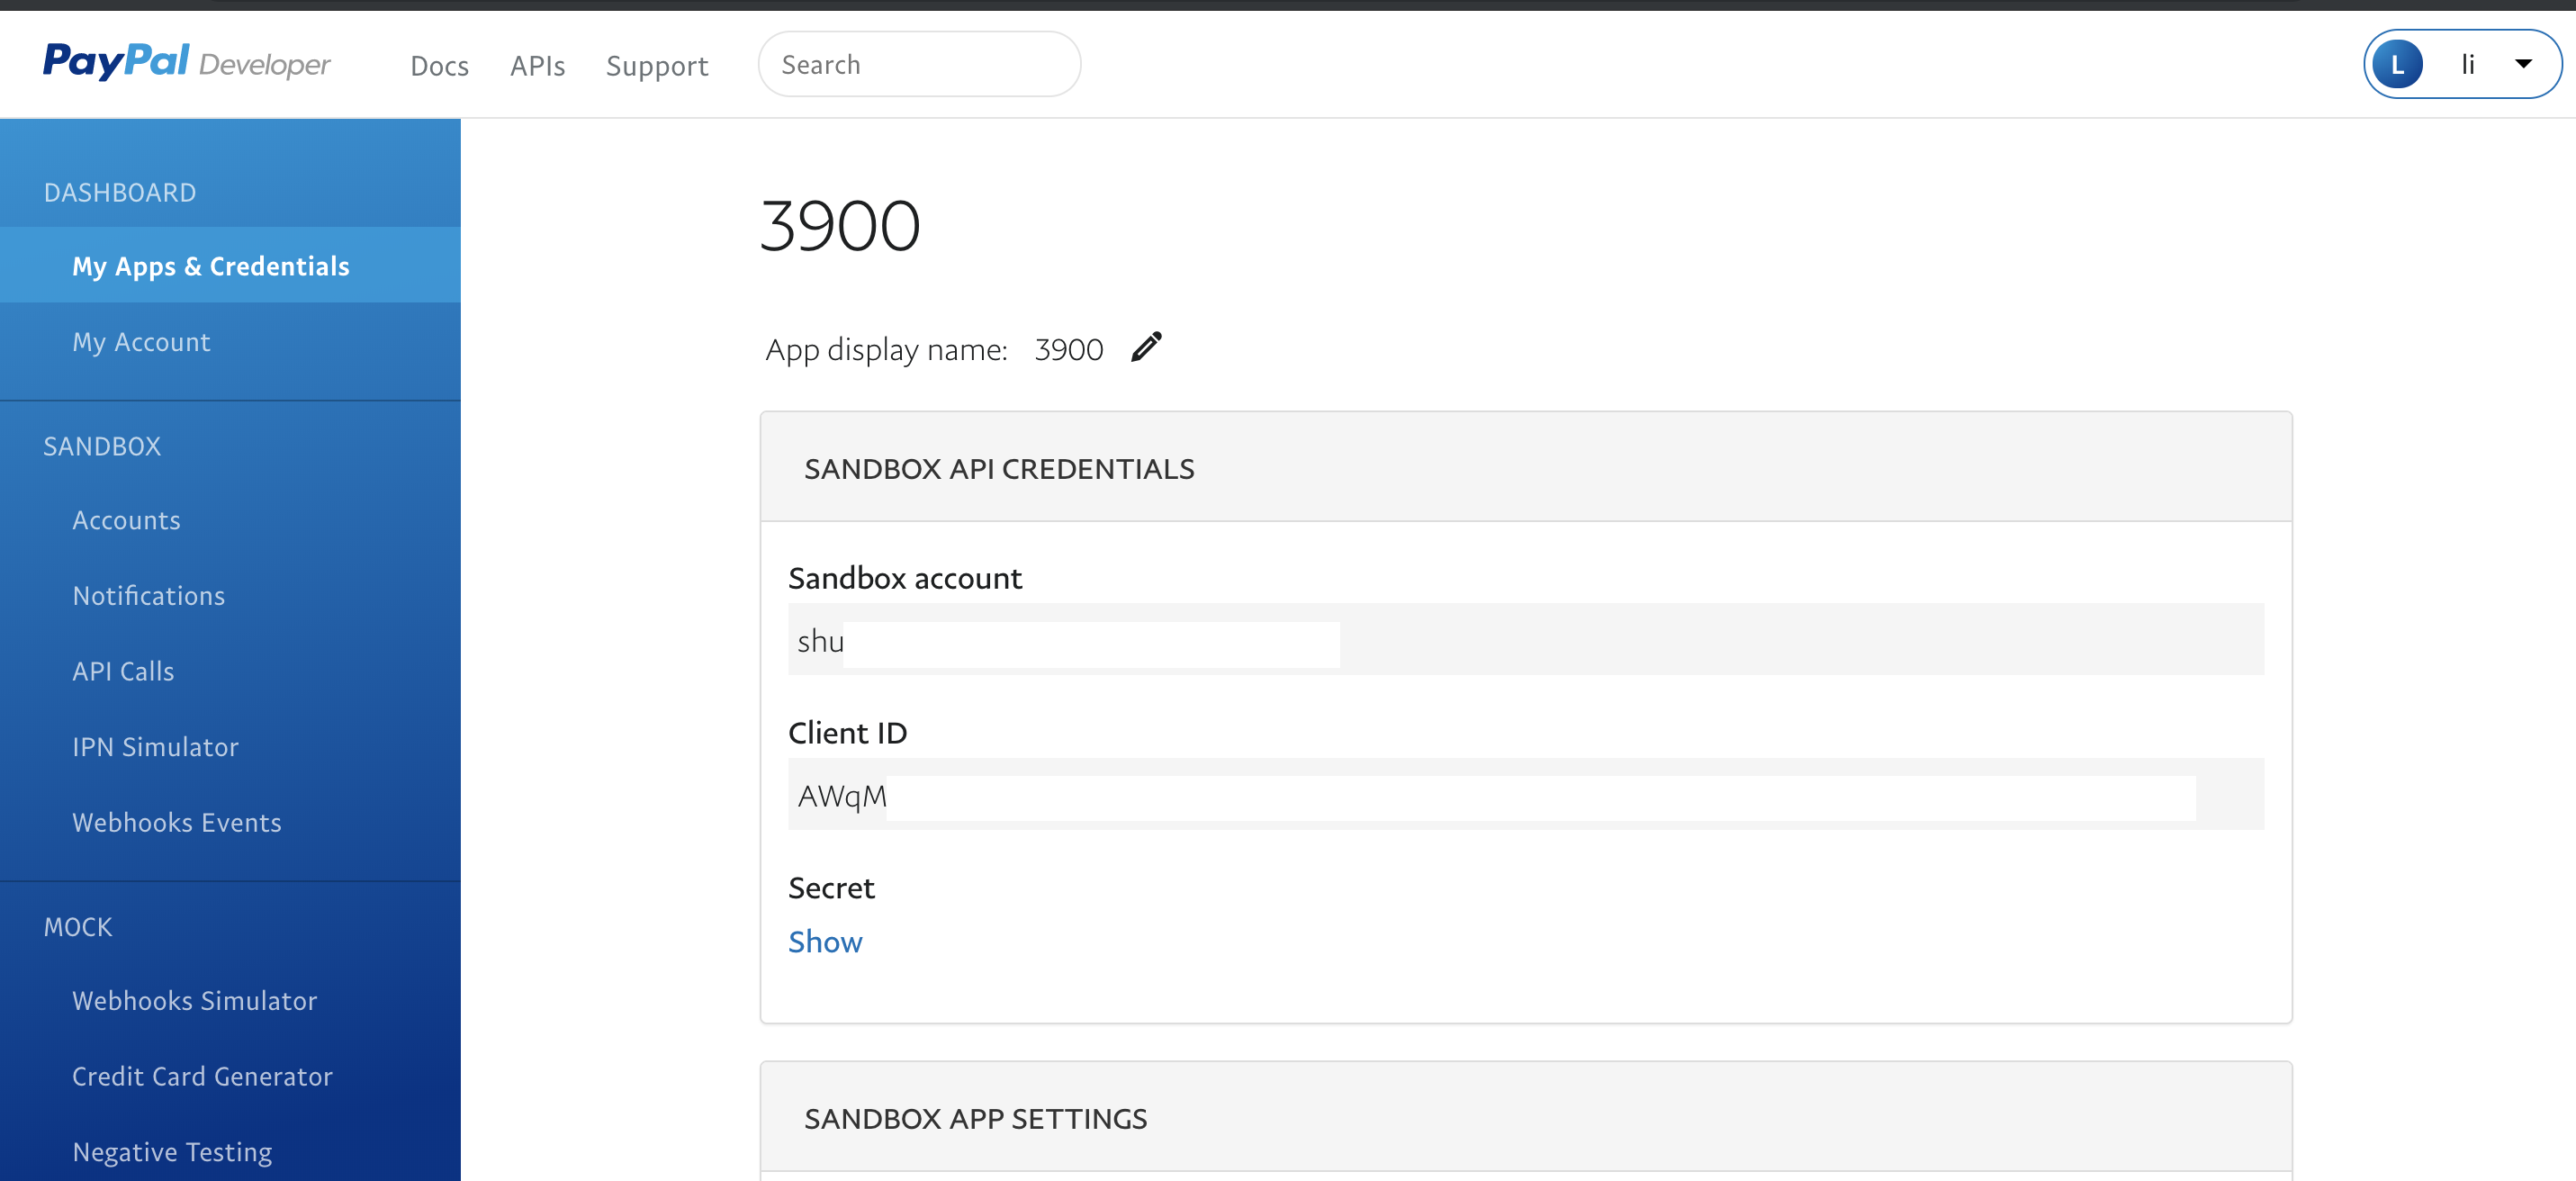 PayPal Developer
Docs
APIs
Support
Search
L
li
DASHBOARD
My Apps & Credentials
My Account
SANDBOX
Accounts
Notifications
API Calls
IPN Simulator
Webhooks Events
MOCK
Webhooks Simulator
Credit Card Generator
Negative Testing
3900
App display name: 3900
SANDBOX API CREDENTIALS
Sandbox account
shu
Client ID
AWqM
Secret
Show
SANDBOX APP SETTINGS